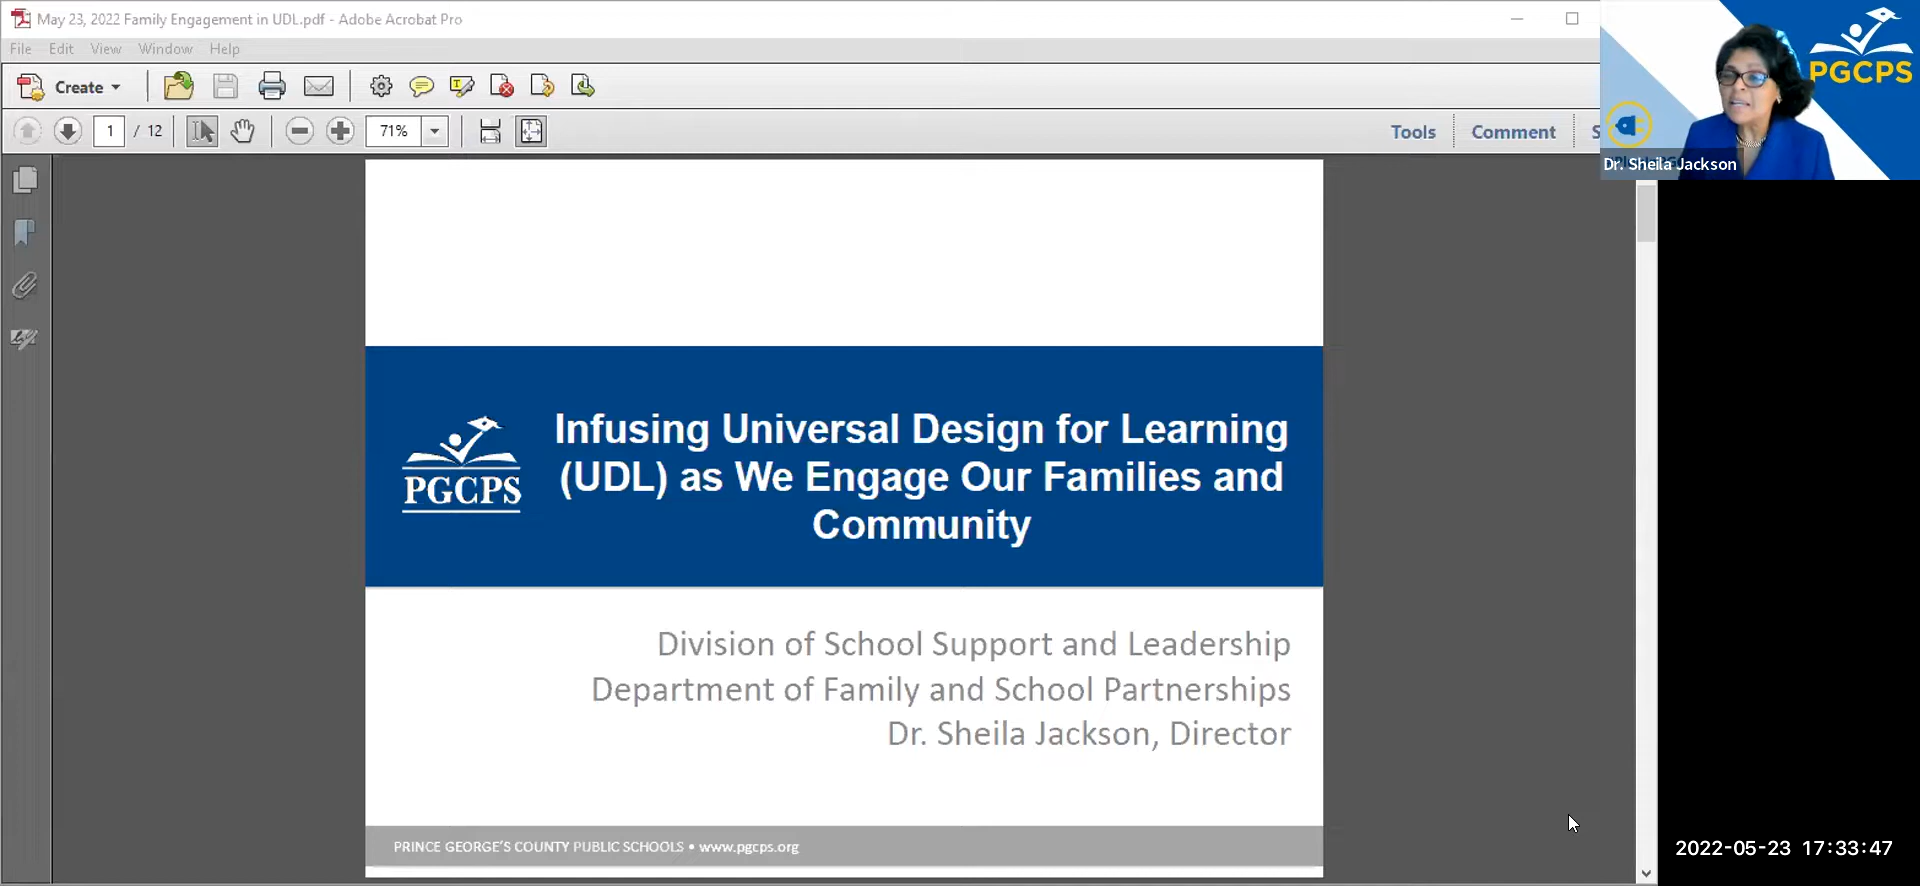 May 23, 2022 Family Engagement in UDL.pdf - Adobe Acrobat Pro
File Edit View Window Help
Create
1 / 12 71% Tools Comment S
PGCPS
Dr. Sheila Jackson
PGCPS
Infusing Universal Design for Learning
(UDL) as We Engage Our Families and
Community
Division of School Support and Leadership
Department of Family and School Partnerships
Dr. Sheila Jackson, Director
PRINCE GEORGE'S COUNTY PUBLIC SCHOOLS • www.pgcps.org
2022-05-23 17:33:47